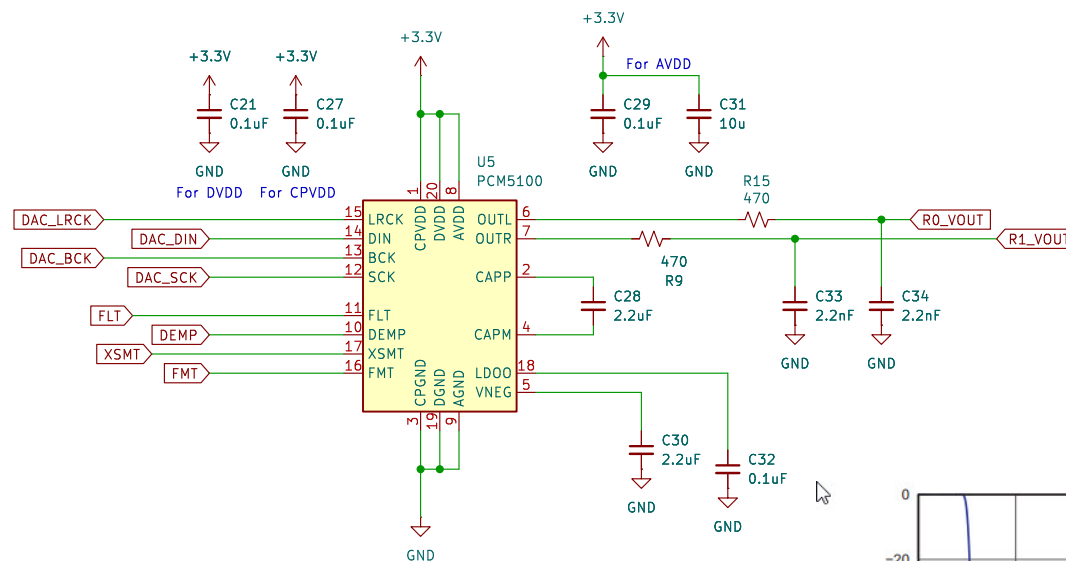 +3.3V
+3.3V
+3.3V
+3.3V
For AVDD
C21
0.1uF
C27
0.1uF
C29
0.1uF
C31
10u
GND
GND
GND
GND
For DVDD
For CPVDD
U5
PCM5100
1
20
8
CPVDD
DVDD
AVDD
DAC_LRCK
15
LRCK
DAC_DIN
14
DIN
DAC_BCK
13
BCK
DAC_SCK
12
SCK
FLT
11
FLT
DEMP
10
DEMP
XSMT
17
XSMT
FMT
16
FMT
OUTL
6
OUTR
7
CAPP
2
CAPM
4
LDOO
18
VNEG
5
CPGND
DGND
AGND
3
19
9
GND
R15
470
R0_VOUT
470
R9
R1_VOUT
C28
2.2uF
C33
2.2nF
C34
2.2nF
GND
GND
C30
2.2uF
GND
C32
0.1uF
GND
0
-20